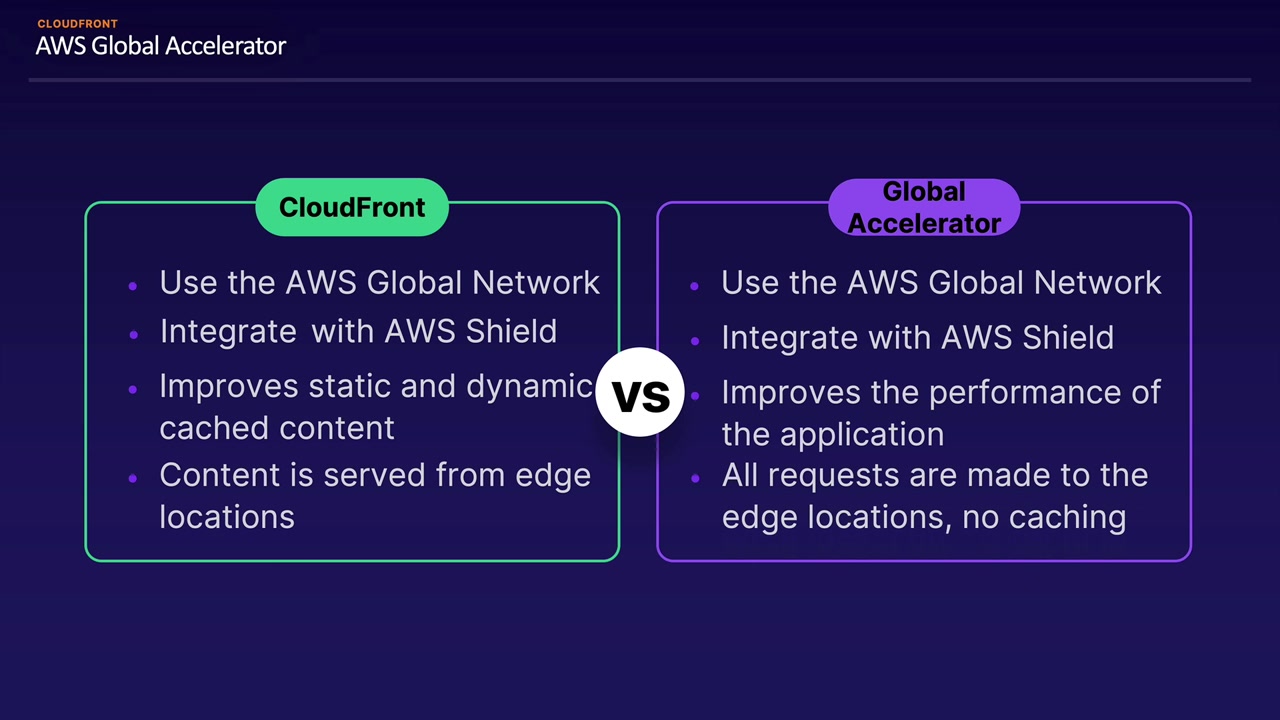 CLOUDFRONT
AWS Global Accelerator
CloudFront
Use the AWS Global Network
Integrate with AWS Shield
Improves static and dynamic
cached content
Content is served from edge
locations
vs
Global
Accelerator
Use the AWS Global Network
Integrate with AWS Shield
Improves the performance of
the application
All requests are made to the
edge locations, no caching